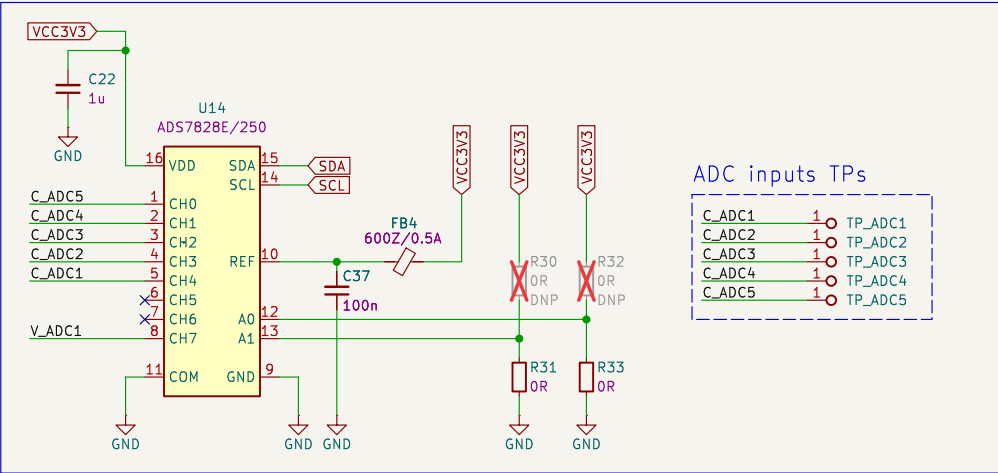 VCC3V3
C22
1u
GND
U14
ADS7828E/250
16 VDD
SDA 15 SDA
SCL 14 SCL
C_ADC5 1 CH0
C_ADC4 2 CH1
C_ADC3 3 CH2
C_ADC2 4 CH3
C_ADC1 5 CH4
6 CH5
7 CH6
V_ADC1 8 CH7
11 COM
GND
REF 10
A0 12
A1 13
GND 9
GND
FB4
600Z/0.5A
C37
100n
GND
VCC3V3
VCC3V3
VCC3V3
R30
0R
DNP
R32
0R
DNP
R31
0R
GND
R33
0R
GND
ADC inputs TPs
C_ADC1 1 TP_ADC1
C_ADC2 1 TP_ADC2
C_ADC3 1 TP_ADC3
C_ADC4 1 TP_ADC4
C_ADC5 1 TP_ADC5